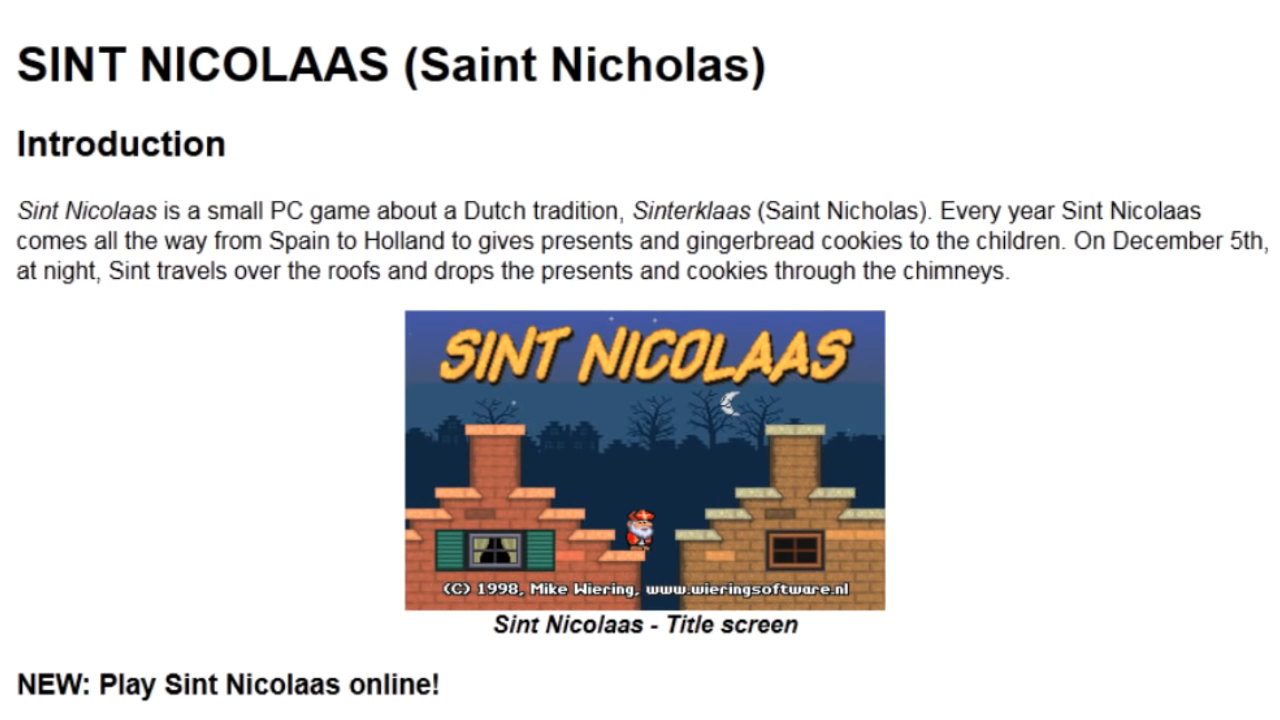 SINT NICOLAAS (Saint Nicholas)
Introduction
Sint Nicolaas is a small PC game about a Dutch tradition, Sinterklaas (Saint Nicholas). Every year Sint Nicolaas
comes all the way from Spain to Holland to gives presents and gingerbread cookies to the children. On December 5th,
at night, Sint travels over the roofs and drops the presents and cookies through the chimneys.
SINT NICOLAAS
(C) 1998, Mike Wiering, www.wieringsoftware.nl
Sint Nicolaas - Title screen
NEW: Play Sint Nicolaas online!